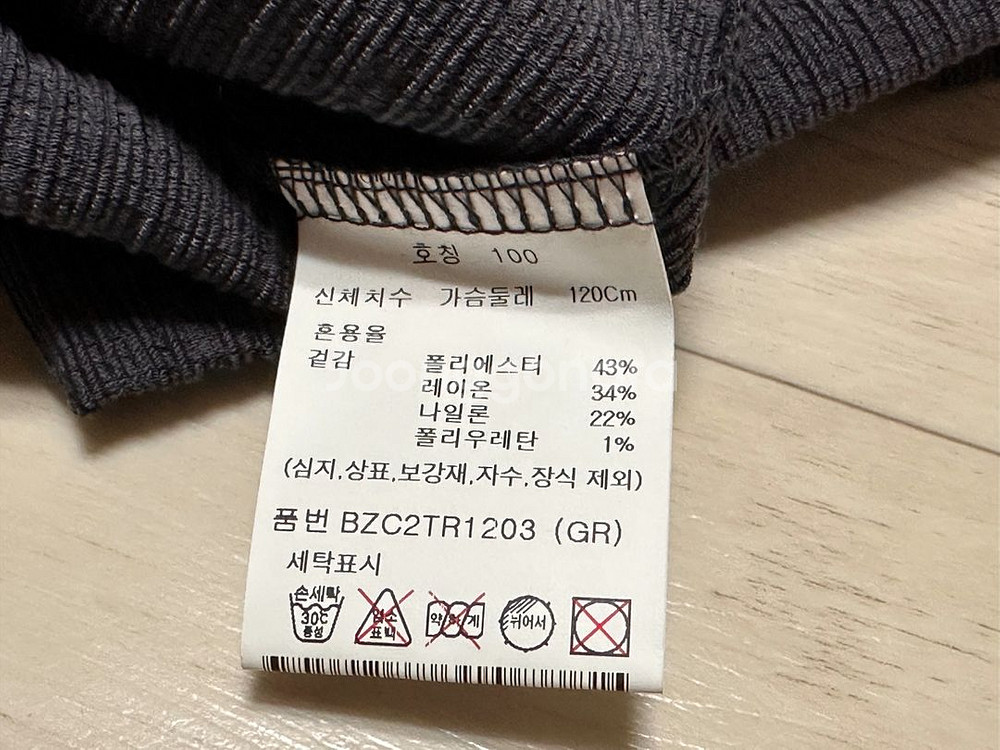 호칭 100
신체치수 가슴둘레 120Cm
혼용율
겉감 폴리에스터 43%
레이온 34%
나일론 22%
폴리우레탄 1%
(심지,상표,보강재,자수,장식 제외)
품번 BZC2TR1203 (GR)
세탁표시
손세탁
30℃
중성
염소
표백
약하게
뉘어서